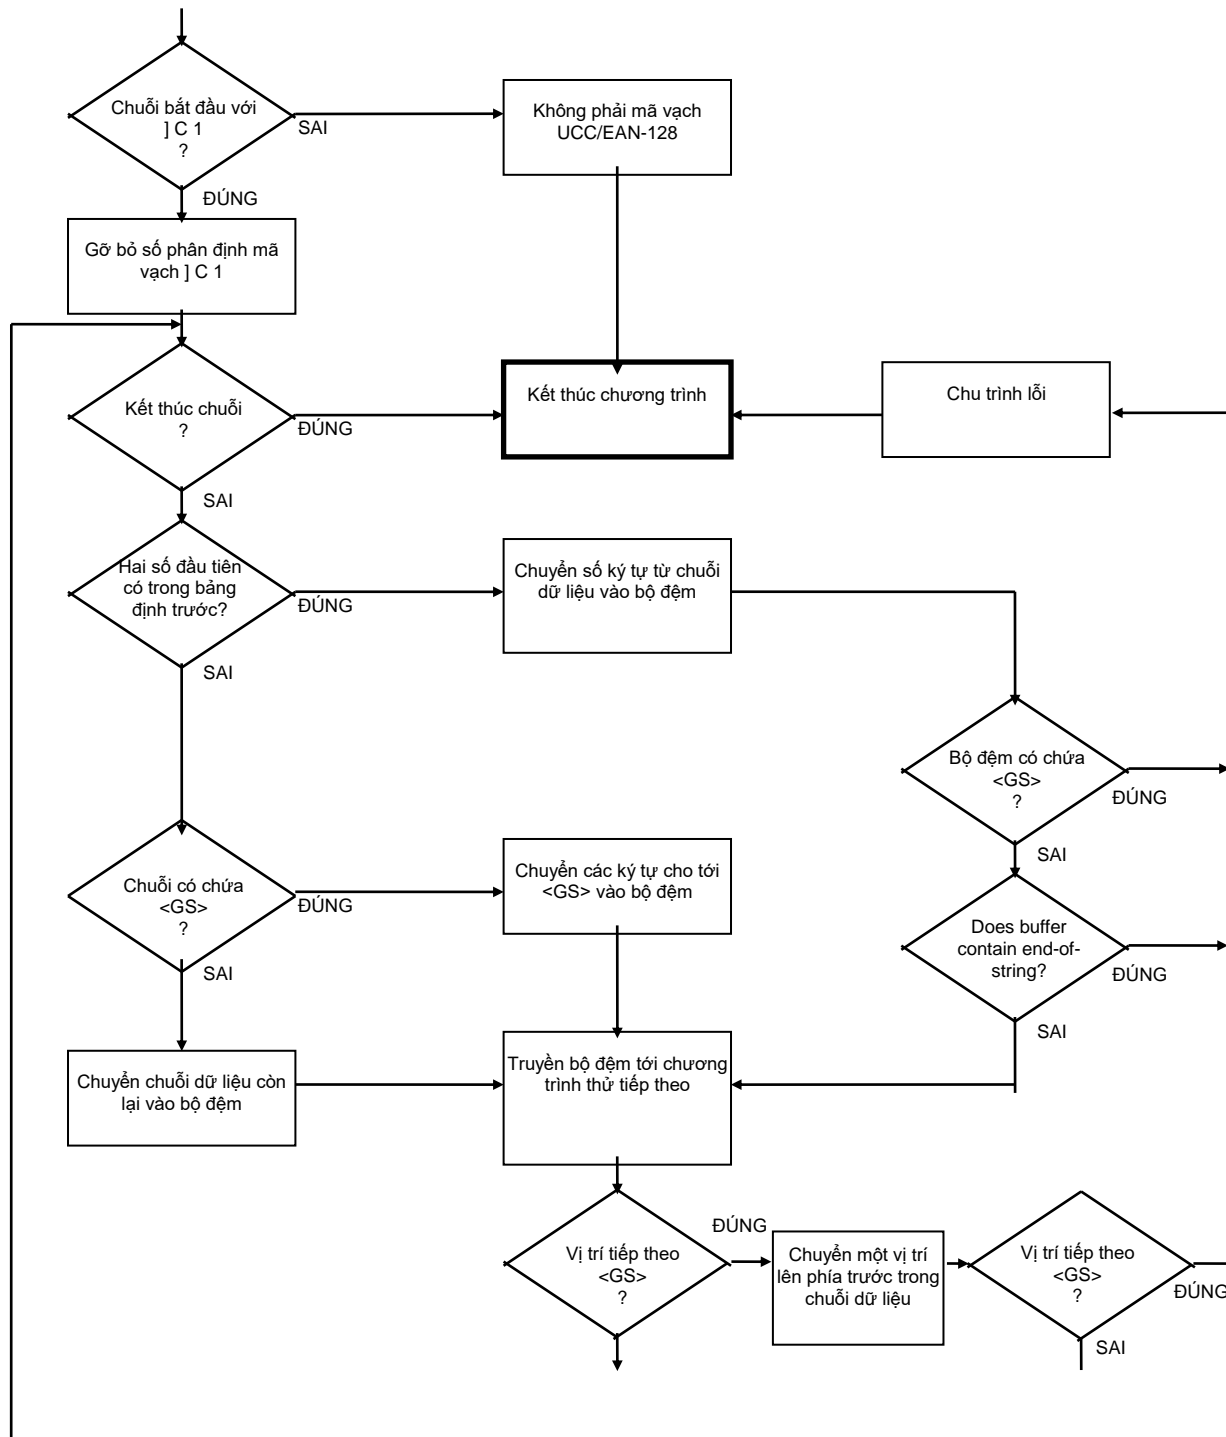 Chuỗi bắt đầu với
] C 1
?
SAI
Không phải mã vạch
UCC/EAN-128
ĐÚNG
Gỡ bỏ số phân định mã
vạch ] C 1
Kết thúc chuỗi
?
ĐÚNG
Kết thúc chương trình
Chu trình lỗi
SAI
Hai số đầu tiên
có trong bảng
định trước?
ĐÚNG
Chuyển số ký tự từ chuỗi
dữ liệu vào bộ đệm
SAI
Bộ đệm có chứa
<GS>
?
ĐÚNG
SAI
Chuỗi có chứa
<GS>
?
ĐÚNG
Chuyển các ký tự cho tới
<GS> vào bộ đệm
Does buffer
contain end-of-
string?
ĐÚNG
SAI
SAI
Chuyển chuỗi dữ liệu còn
lại vào bộ đệm
Truyền bộ đệm tới chương
trình thử tiếp theo
Vị trí tiếp theo
<GS>
?
ĐÚNG
Chuyển một vị trí
lên phía trước trong
chuỗi dữ liệu
Vị trí tiếp theo
<GS>
?
ĐÚNG
SAI